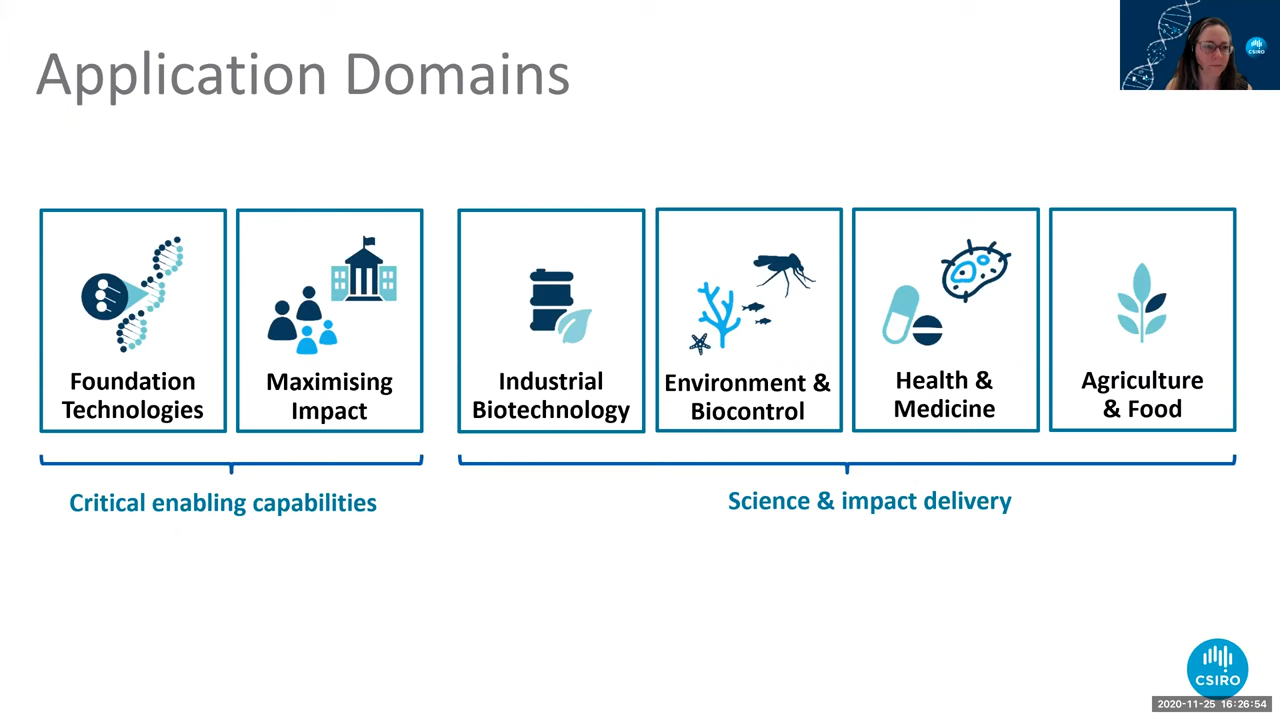 Application Domains
CSIRO
Foundation
Technologies
Maximising
Impact
Industrial
Biotechnology
Environment &
Biocontrol
Health &
Medicine
Agriculture
& Food
Critical enabling capabilities
Science & impact delivery
CSIRO
2020-11-25 16:26:54